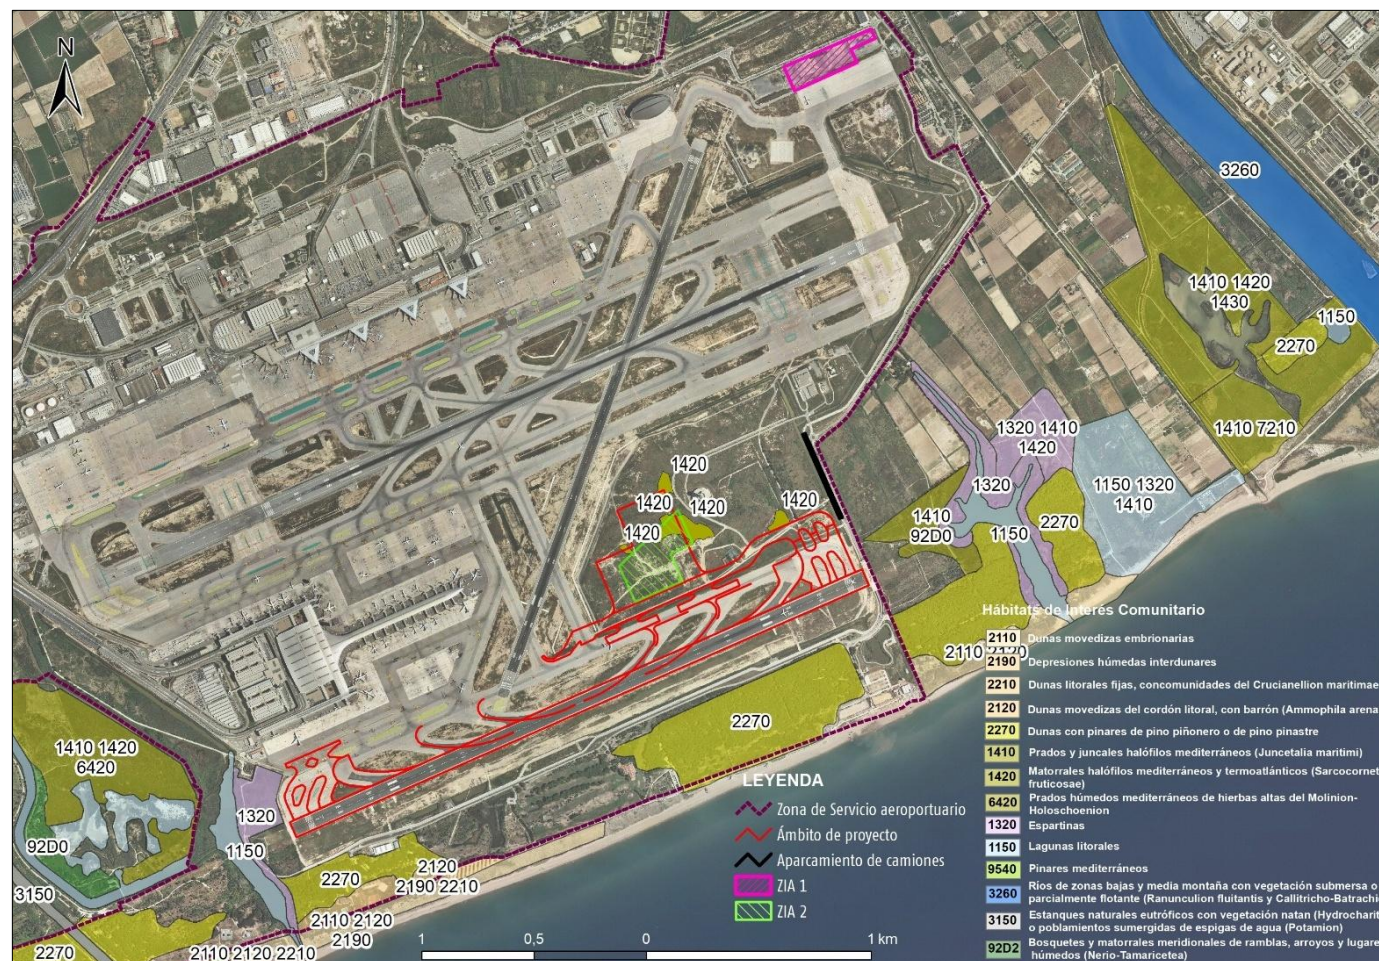 N
3260
1410 1420
1430
1150
2270
1410 7210
1320 1410
1420
1320
1150 1320
1410
1410
92D0
1150
2270
1420
1420
1420
1420
1420
2110 2120
2270
1410 1420
6420
92D0
3150
1320
1150
2270
2120
2190 2210
2110 2120
2190
2270
2110 2120 2210
LEYENDA
Zona de Servicio aeroportuario
Ámbito de proyecto
Aparcamiento de camiones
ZIA 1
ZIA 2
1 0,5 0 1 km
Hábitats de Interés Comunitario
2110 Dunas movedizas embrionarias
2190 Depresiones húmedas interdunares
2210 Dunas litorales fijas, concomunidades del Crucianellion maritimae
2120 Dunas movedizas del cordón litoral, con barrón (Ammophila arena
2270 Dunas con pinares de pino piñonero o de pino pinastre
1410 Prados y juncales halófilos mediterráneos (Juncetalia maritimi)
1420 Matorrales halófilos mediterráneos y termoatlánticos (Sarcocornet
fruticosae)
6420 Prados húmedos mediterráneos de hierbas altas del Molinion-
Holoschoenion
1320 Espartinas
1150 Lagunas litorales
9540 Pinares mediterráneos
3260 Ríos de zonas bajas y media montaña con vegetación submersa o
parcialmente flotante (Ranunculion fluitantis y Callitricho-Batrachi
3150 Estanques naturales eutróficos con vegetación natan (Hydrocharit
o poblamientos sumergidas de espigas de agua (Potamion)
92D2 Bosquetes y matorrales meridionales de ramblas, arroyos y lugare
húmedos (Nerio-Tamaricetea)